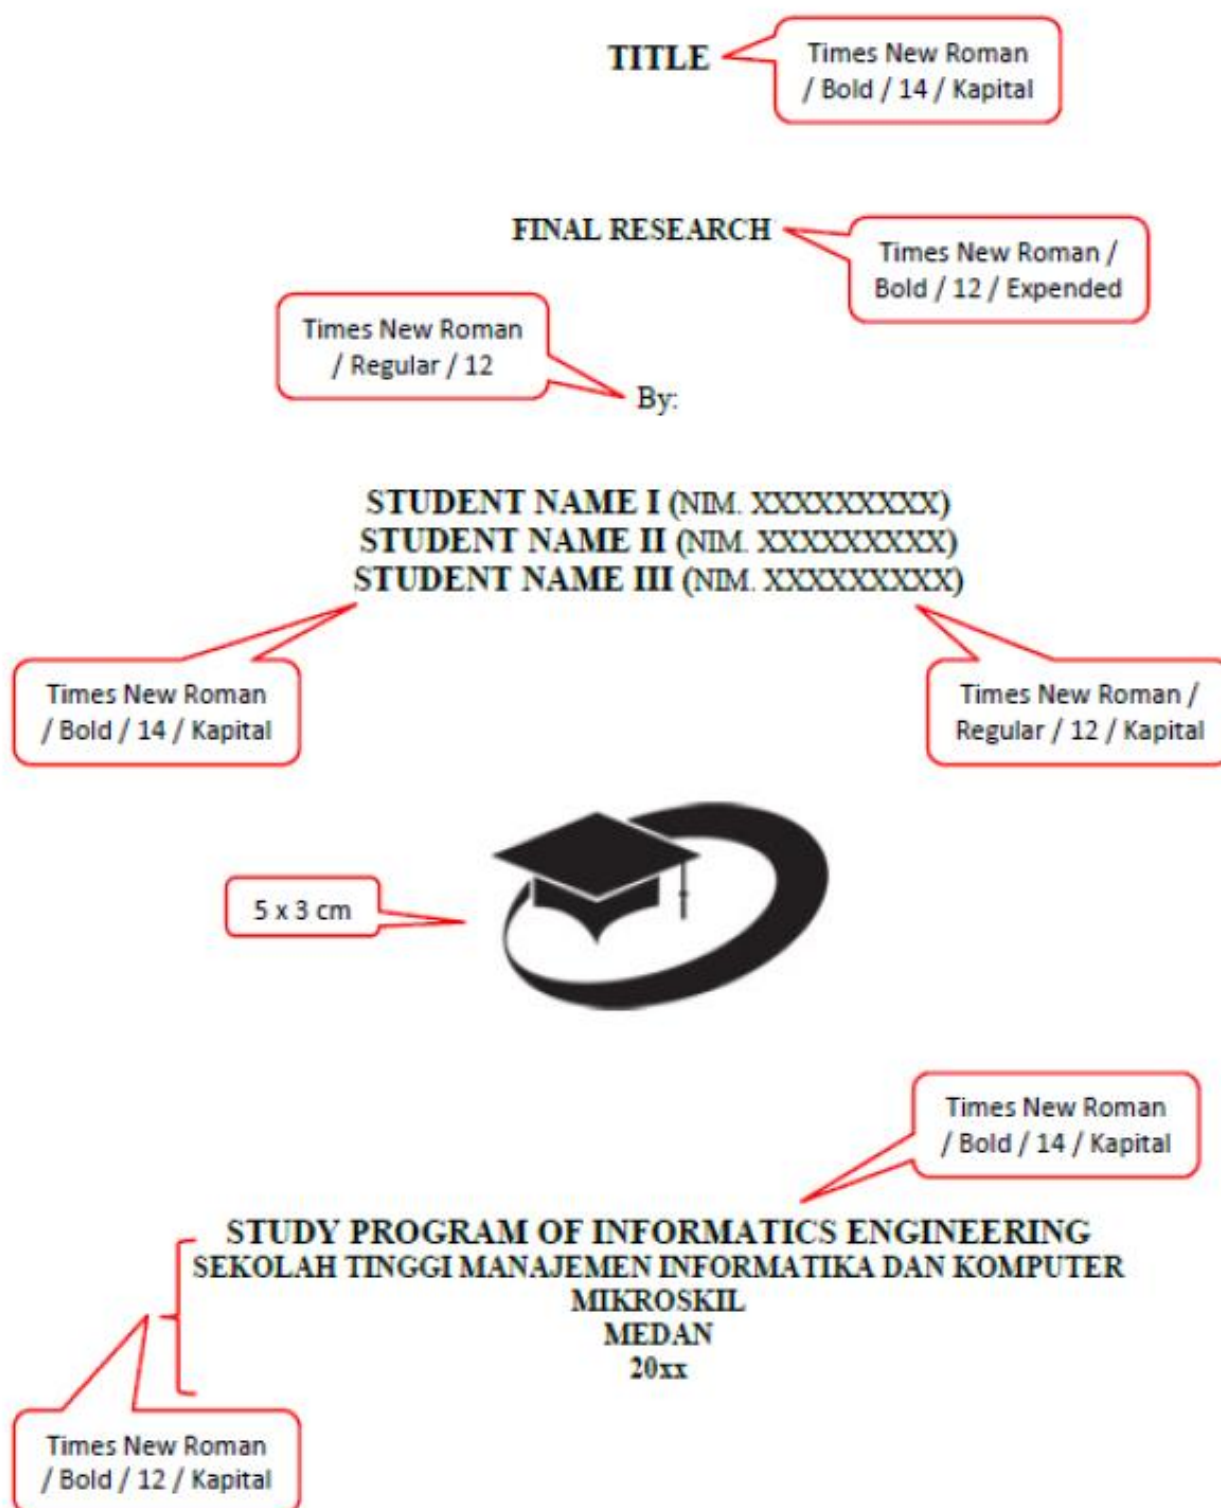 TITLE
Times New Roman
/ Bold / 14 / Kapital
FINAL RESEARCH
Times New Roman /
Bold / 12 / Expended
Times New Roman
/ Regular / 12
By:
STUDENT NAME I (NIM. XXXXXXXXX)
STUDENT NAME II (NIM. XXXXXXXXX)
STUDENT NAME III (NIM. XXXXXXXXX)
Times New Roman
/ Bold / 14 / Kapital
Times New Roman /
Regular / 12 / Kapital
5 x 3 cm
Times New Roman
/ Bold / 14 / Kapital
STUDY PROGRAM OF INFORMATICS ENGINEERING
SEKOLAH TINGGI MANAJEMEN INFORMATIKA DAN KOMPUTER
MIKROSKIL
MEDAN
20xx
Times New Roman
/ Bold / 12 / Kapital